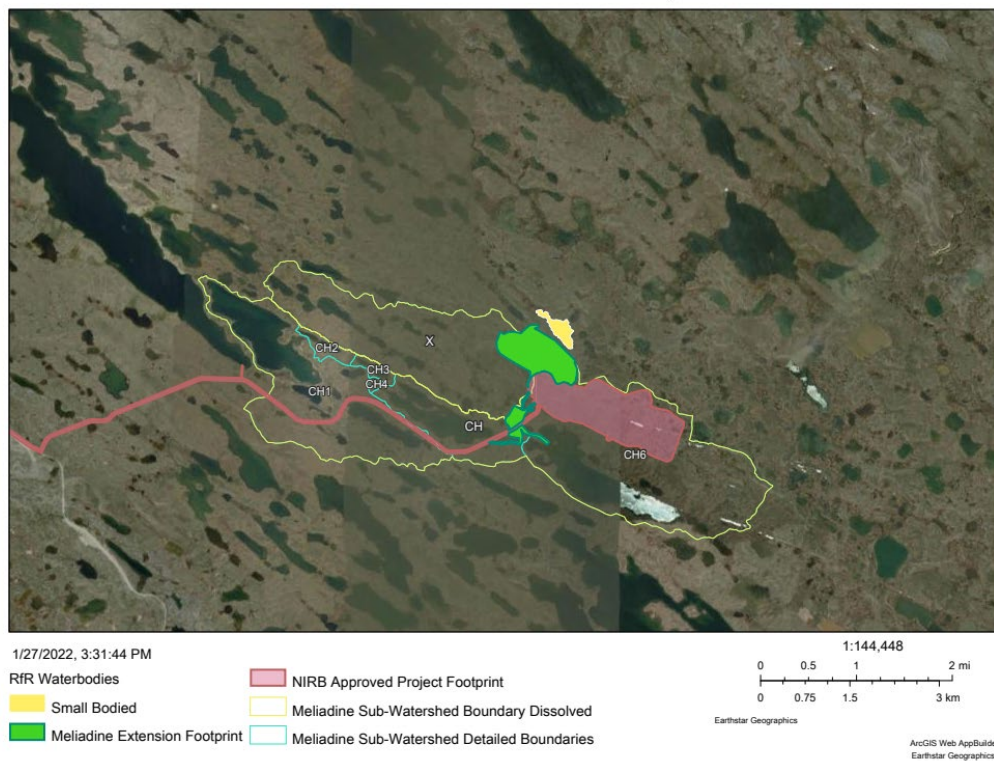 X
CH2
CH3
CH4
CH1
CH
CH6
1/27/2022, 3:31:44 PM
RfR Waterbodies
Small Bodied
Meliadine Extension Footprint
NIRB Approved Project Footprint
Meliadine Sub-Watershed Boundary Dissolved
Meliadine Sub-Watershed Detailed Boundaries
1:144,448
0 0.5 1 2 mi
0 0.75 1.5 3 km
Earthstar Geographics
ArcGIS Web AppBuilde
Earthstar Geographics